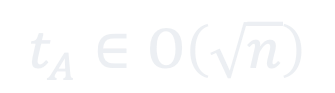 t_A ∈ O(√n)